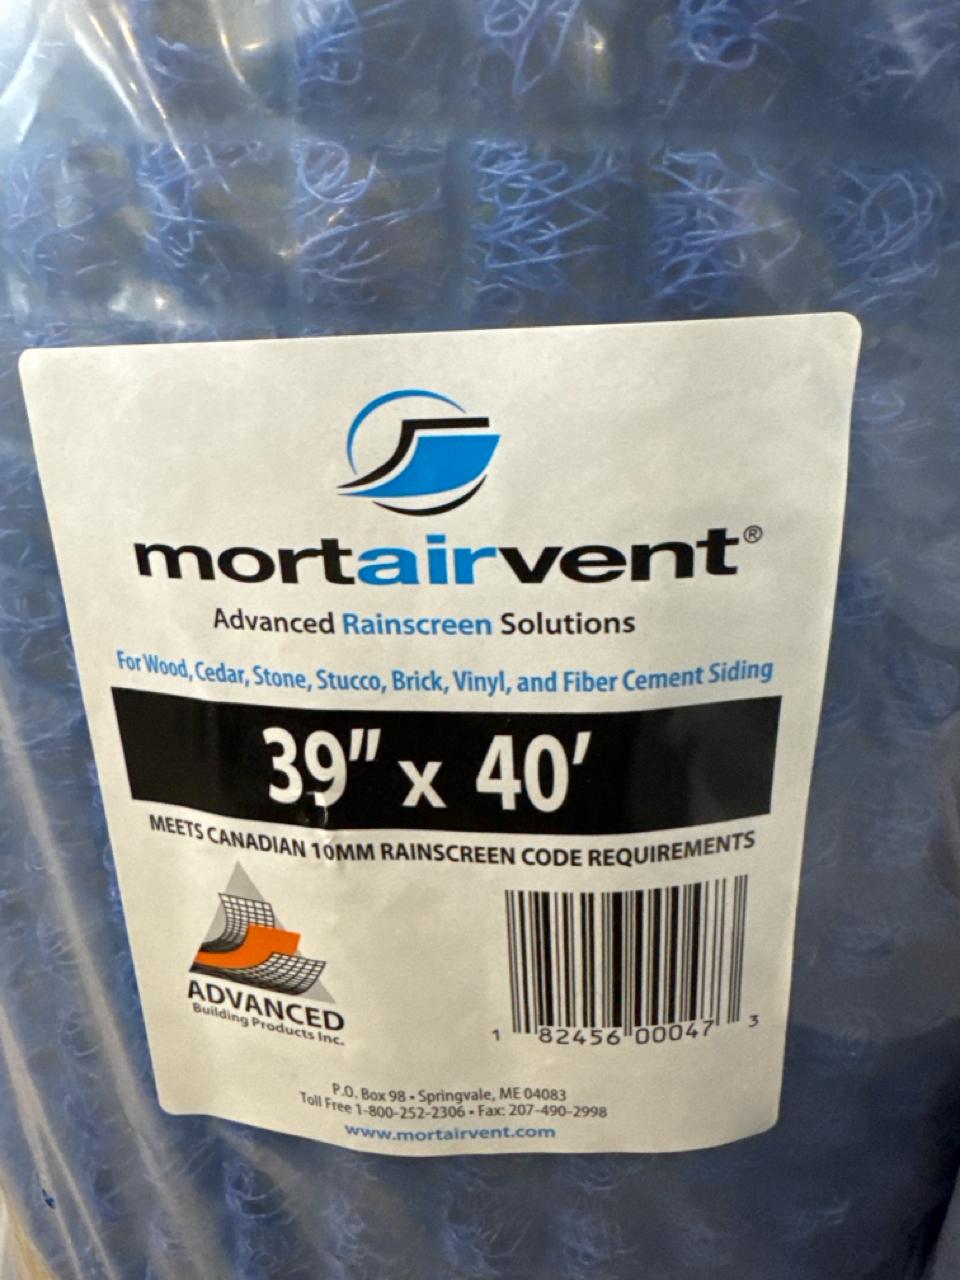 mortairvent®
Advanced Rainscreen Solutions
For Wood, Cedar, Stone, Stucco, Brick, Vinyl, and Fiber Cement Siding
39" x 40'
MEETS CANADIAN 10MM RAINSCREEN CODE REQUIREMENTS
ADVANCED
Building Products Inc.
1 82456 00047 3
P.O. Box 98 • Springvale, ME 04083
Toll Free 1-800-252-2306 • Fax: 207-490-2998
www.mortairvent.com